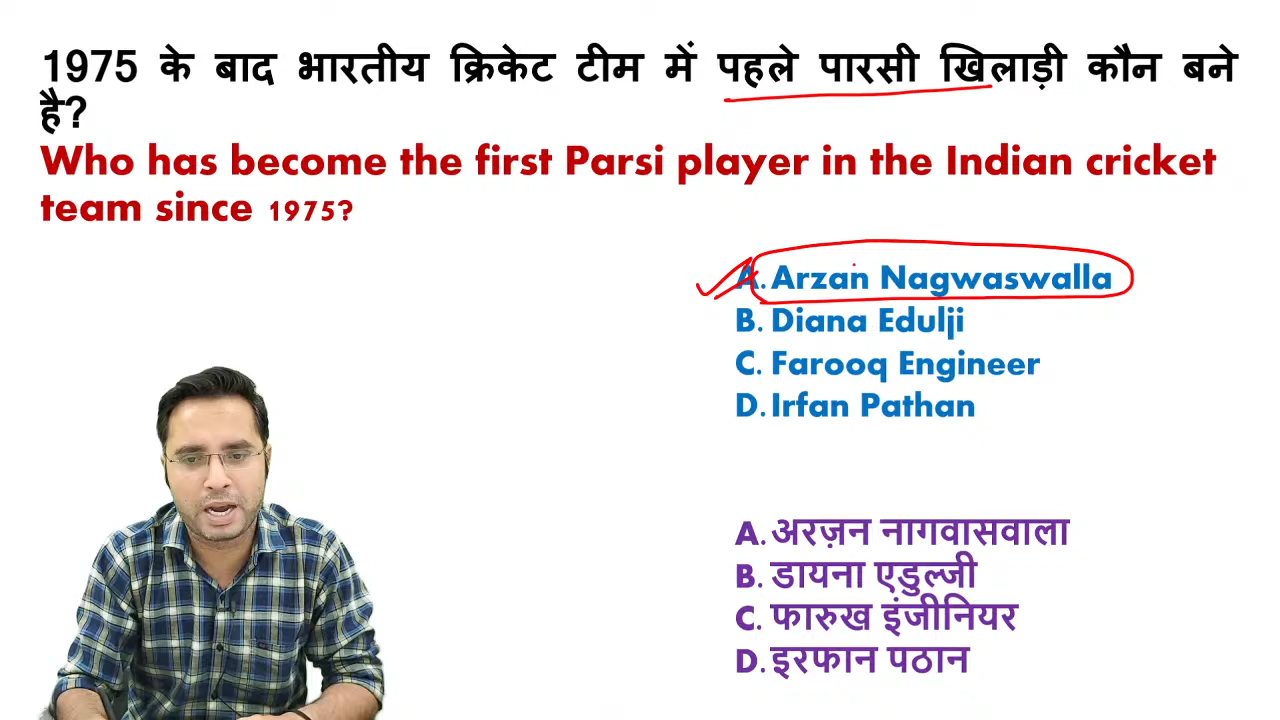 1975 के बाद भारतीय क्रिकेट टीम में पहले पारसी खिलाड़ी कौन बने
है?
Who has become the first Parsi player in the Indian cricket
team since 1975?
A. Arzan Nagwaswalla
B. Diana Edulji
C. Farooq Engineer
D. Irfan Pathan
A. अरज़न नागवासवाला
B. डायना एडुल्जी
C. फारुख इंजीनियर
D. इरफान पठान